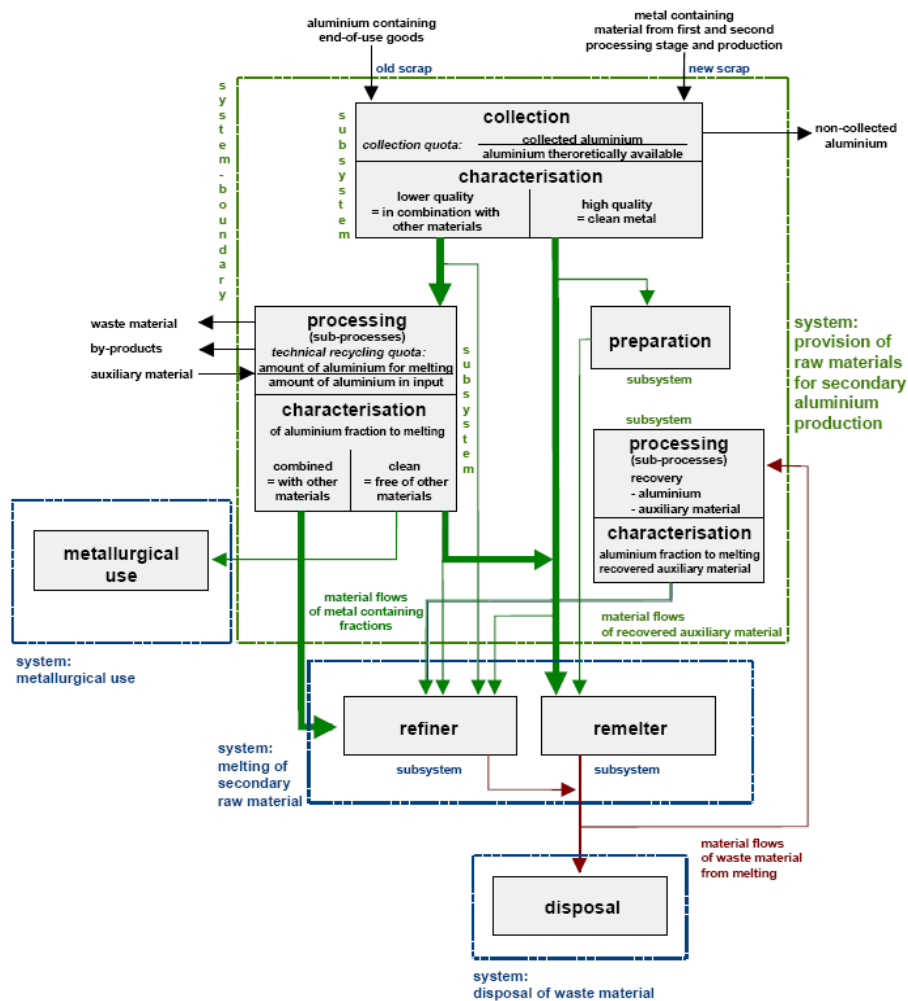 aluminium containing
end-of-use goods
metal containing
material from first and second
processing stage and production
old scrap
new scrap
system-boundary
subsystem
collection
collection quota:
collected aluminium
aluminium theroretically available
non-collected
aluminium
characterisation
lower quality
= in combination with
other materials
high quality
= clean metal
waste material
by-products
auxiliary material
processing
(sub-processes)
technical recycling quota:
amount of aluminium for melting
amount of aluminium in input
characterisation
of aluminium fraction to melting
combined
= with other
materials
clean
= free of other
materials
subsystem
preparation
subsystem
system:
provision of
raw materials
for secondary
aluminium
production
subsystem
processing
(sub-processes)
recovery
- aluminium
- auxiliary material
characterisation
aluminium fraction to melting
recovered auxiliary material
metallurgical
use
system:
metallurgical use
material flows
of metal containing
fractions
material flows
of recovered auxiliary material
refiner
remelter
subsystem
subsystem
system:
melting of
secondary
raw material
material flows
of waste material
from melting
disposal
system:
disposal of waste material